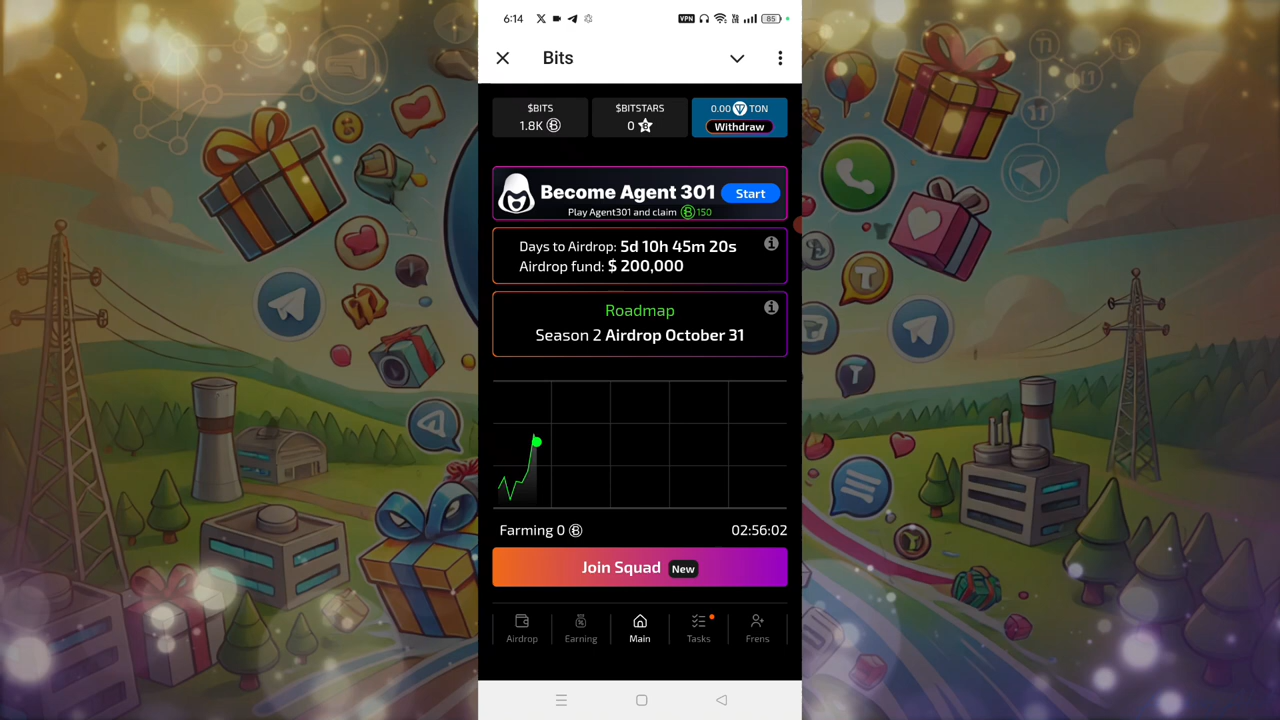 6:14
VPN
85
Bits
$BITS
1.8K
$BITSTARS
0
0.00 TON
Withdraw
Become Agent 301
Start
Play Agent301 and claim 150
Days to Airdrop: 5d 10h 45m 20s
Airdrop fund: $ 200,000
Roadmap
Season 2 Airdrop October 31
Farming 0
02:56:02
Join Squad New
Airdrop
Earning
Main
Tasks
Frens